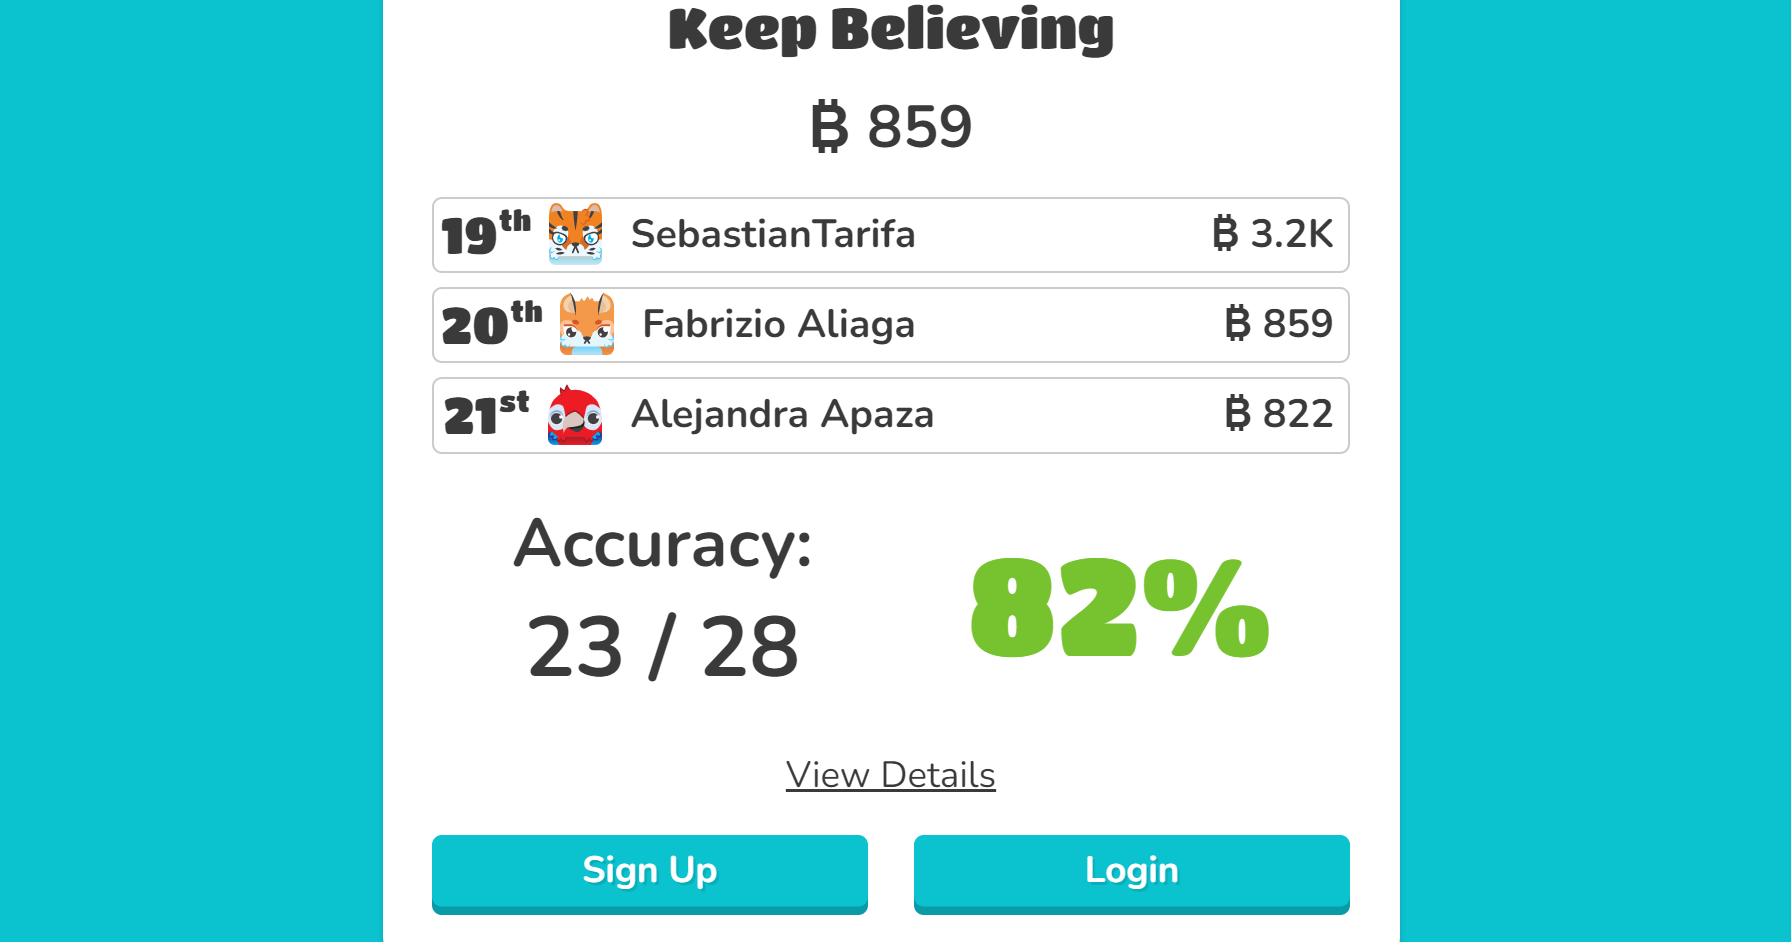 Keep Believing
₿ 859
19th SebastianTarifa ₿ 3.2K
20th Fabrizio Aliaga ₿ 859
21st Alejandra Apaza ₿ 822
Accuracy:
23 / 28
82%
View Details
Sign Up Login